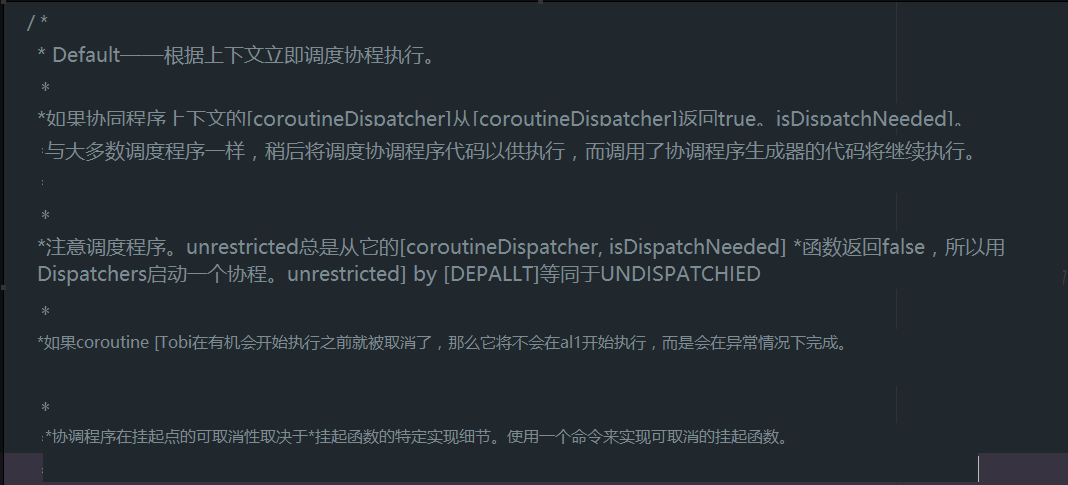 / *
* Default——根据上下文立即调度协程执行。
*
*如果协同程序上下文的[coroutineDispatcher]从[coroutineDispatcher]返回true。isDispatchNeeded]。
与大多数调度程序一样，稍后将调度协调程序代码以供执行，而调用了协调程序生成器的代码将继续执行。
*
*注意调度程序。unrestricted总是从它的[coroutineDispatcher, isDispatchNeeded] *函数返回false，所以用
Dispatchers启动一个协程。unrestricted] by [DEPALLT]等同于UNDISPATCHIED
*
*如果coroutine [Tobi在有机会开始执行之前就被取消了，那么它将不会在al1开始执行，而是会在异常情况下完成。
*
*协调程序在挂起点的可取消性取决于*挂起函数的特定实现细节。使用一个命令来实现可取消的挂起函数。